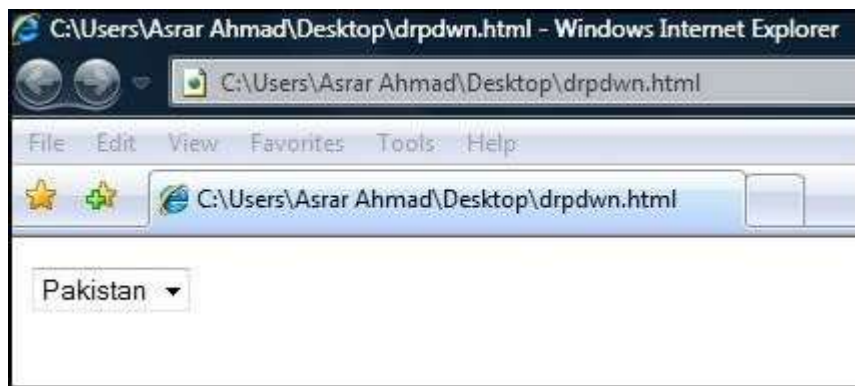 C:\Users\Asrar Ahmad\Desktop\drpdwn.html - Windows Internet Explorer
C:\Users\Asrar Ahmad\Desktop\drpdwn.html
File Edit View Favorites Tools Help
C:\Users\Asrar Ahmad\Desktop\drpdwn.html
Pakistan